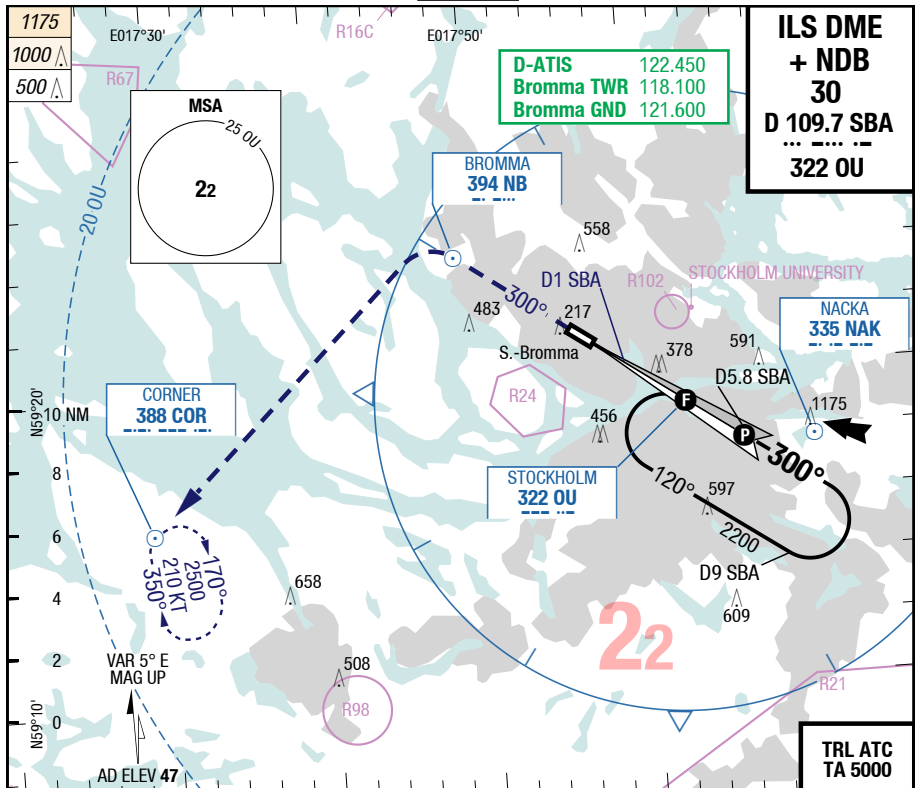 1175
1000
500
E017°30'
R16C
E017°50'
R67
MSA
25 OU
22
20 OU
D-ATIS 122.450
Bromma TWR 118.100
Bromma GND 121.600
ILS DME
+ NDB
30
D 109.7 SBA
322 OU
BROMMA
394 NB
558
D1 SBA
R102
STOCKHOLM UNIVERSITY
300°
483
217
S.-Bromma
378
591
NACKA
335 NAK
D5.8 SBA
R24
CORNER
388 COR
N59°20'
10 NM
456
F
P
1175
300°
STOCKHOLM
322 OU
120°
597
2200
8
6
D9 SBA
170°
2500
210 KT
350°
658
4
609
22
VAR 5° E
MAG UP
2
508
R98
R21
N59°10'
0
AD ELEV 47
TRL ATC
TA 5000